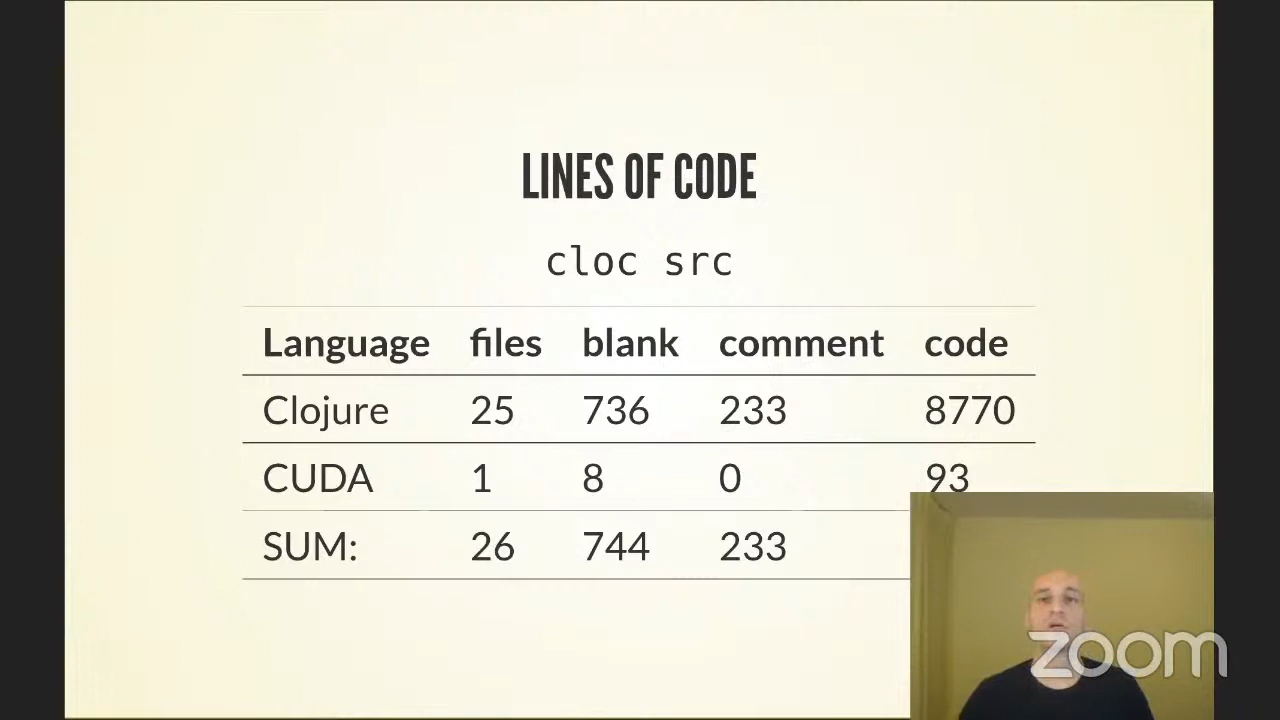 LINES OF CODE
cloc src
Language files blank comment code
Clojure 25 736 233 8770
CUDA 1 8 0 93
SUM: 26 744 233
zoom